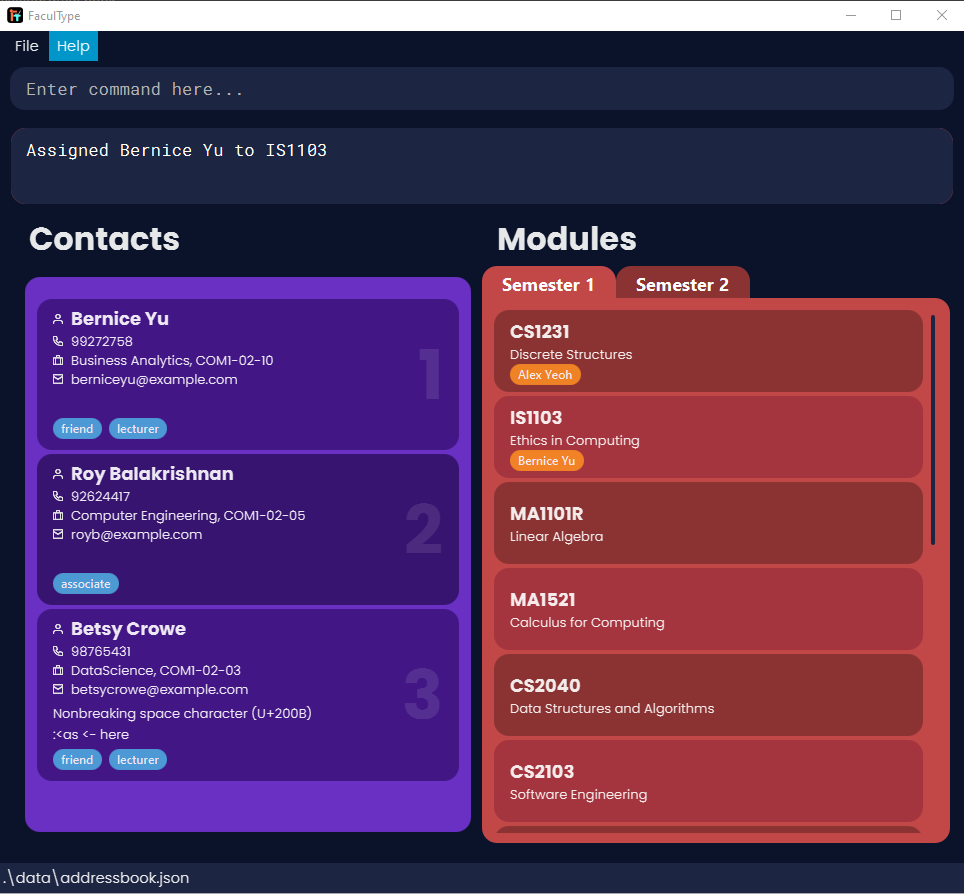 FaculType
File Help
Enter command here...
Assigned Bernice Yu to IS1103
Contacts
Bernice Yu
99272758
Business Analytics, COM1-02-10
berniceyu@example.com
1
friend lecturer
Roy Balakrishnan
92624417
Computer Engineering, COM1-02-05
royb@example.com
2
associate
Betsy Crowe
98765431
DataScience, COM1-02-03
betsycrowe@example.com
3
Nonbreaking space character (U+200B)
:<as <- here
friend lecturer
Modules
Semester 1 Semester 2
CS1231
Discrete Structures
Alex Yeoh
IS1103
Ethics in Computing
Bernice Yu
MA1101R
Linear Algebra
MA1521
Calculus for Computing
CS2040
Data Structures and Algorithms
CS2103
Software Engineering
.\data\addressbook.json